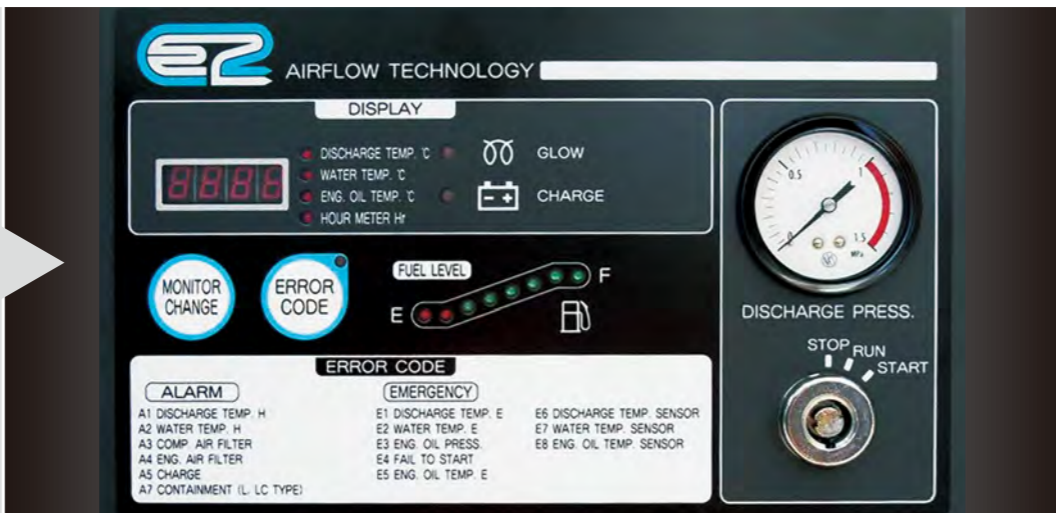 e2 AIRFLOW TECHNOLOGY
DISPLAY
8888
DISCHARGE TEMP. ℃
WATER TEMP. ℃
ENG. OIL TEMP. ℃
HOUR METER Hr
GLOW
CHARGE
MONITOR
CHANGE
ERROR
CODE
FUEL LEVEL
E
F
0
0.5
1
1.5
MPa
DISCHARGE PRESS.
STOP
RUN
START
ERROR CODE
ALARM
A1 DISCHARGE TEMP. H
A2 WATER TEMP. H
A3 COMP. AIR FILTER
A4 ENG. AIR FILTER
A5 CHARGE
A7 CONTAINMENT (L. LC TYPE)
EMERGENCY
E1 DISCHARGE TEMP. E
E2 WATER TEMP. E
E3 ENG. OIL PRESS.
E4 FAIL TO START
E5 ENG. OIL TEMP. E
E6 DISCHARGE TEMP. SENSOR
E7 WATER TEMP. SENSOR
E8 ENG. OIL TEMP. SENSOR